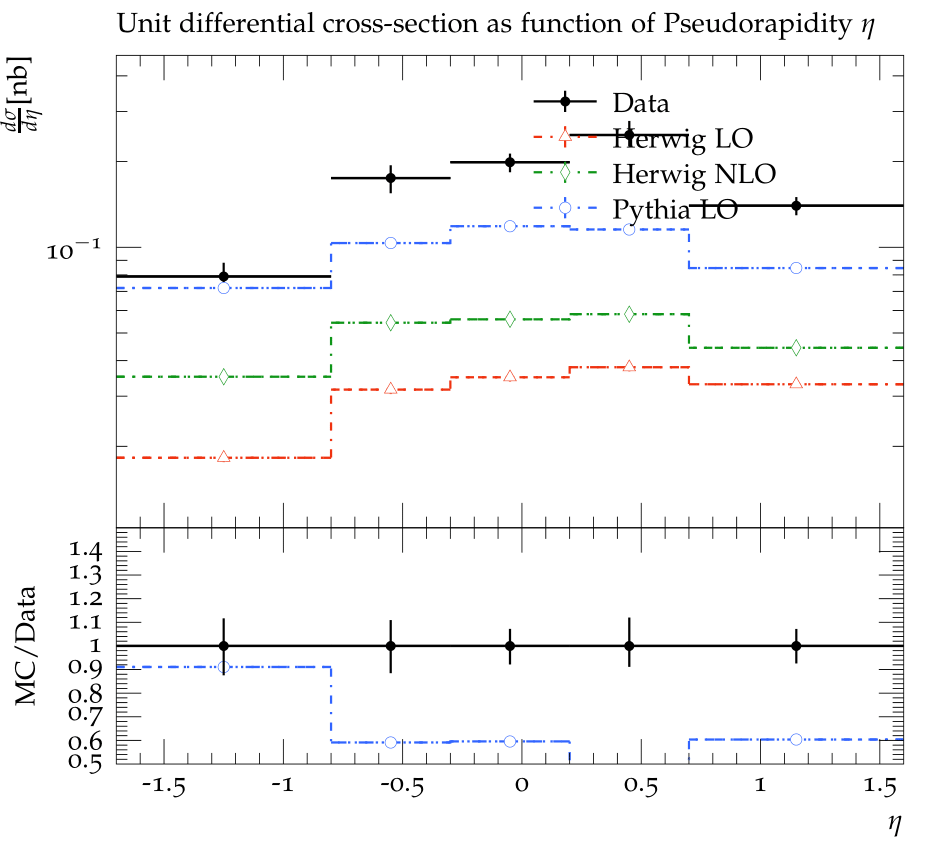 Unit differential cross-section as function of Pseudorapidity η
dσ/dη [nb]
Data
Herwig LO
Herwig NLO
Pythia LO
10⁻¹
MC/Data
1.4
1.3
1.2
1.1
1
0.9
0.8
0.7
0.6
0.5
-1.5 -1 -0.5 0 0.5 1 1.5
η